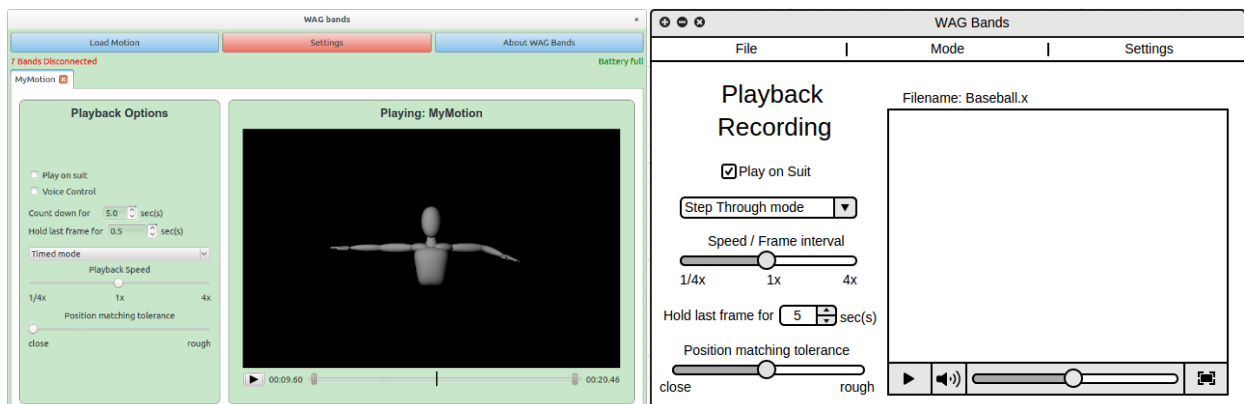 WAG bands
Load Motion Settings About WAG Bands
7 Bands Disconnected Battery full
MyMotion
Playback Options
Play on suit
Voice Control
Count down for 5.0 sec(s)
Hold last frame for 0.5 sec(s)
Timed mode
Playback Speed
1/4x 1x 4x
Position matching tolerance
close rough
Playing: MyMotion
00:09.60 00:20.46
WAG Bands
File Mode Settings
Playback
Recording
Play on Suit
Step Through mode
Speed / Frame interval
1/4x 1x 4x
Hold last frame for 5 sec(s)
Position matching tolerance
close rough
Filename: Baseball.x